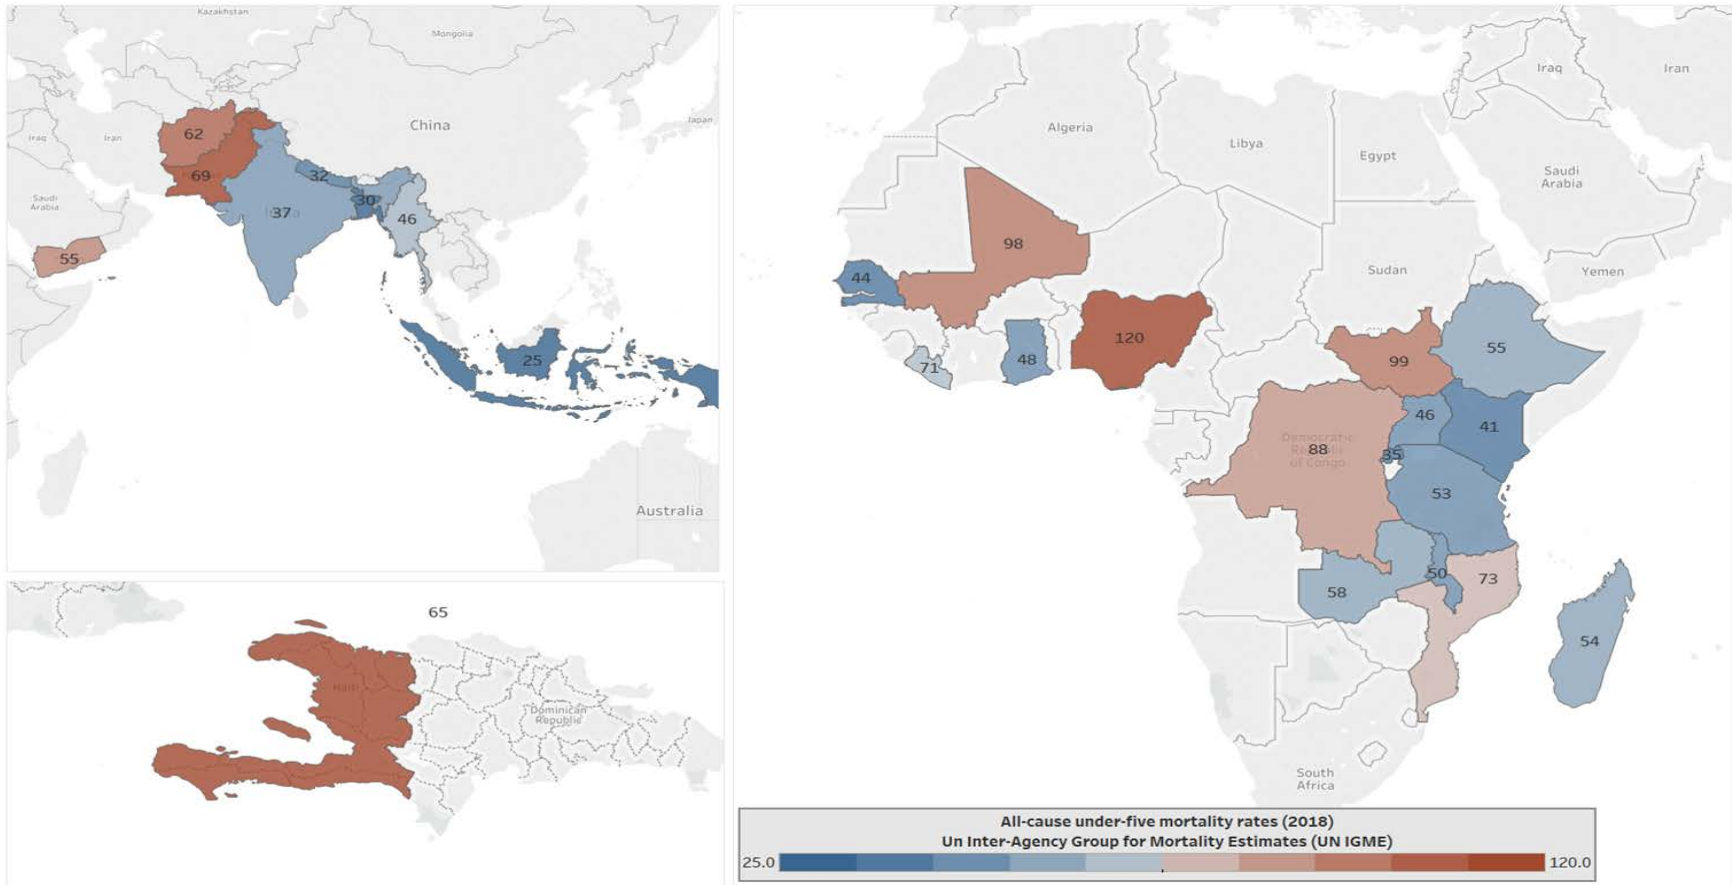 Kazakhstan
Mongolia
62
Iraq
Iran
China
Japan
69
32
Saudi
Arabia
30
37
46
55
25
Australia
65
Haiti
Dominican
Republic
Iraq
Iran
Algeria
Libya
Egypt
Saudi
Arabia
98
44
Sudan
Yemen
120
71
48
99
55
46
41
Democratic
Republic
of Congo
88
35
53
50
73
58
54
South
Africa
All-cause under-five mortality rates (2018)
Un Inter-Agency Group for Mortality Estimates (UN IGME)
25.0
120.0